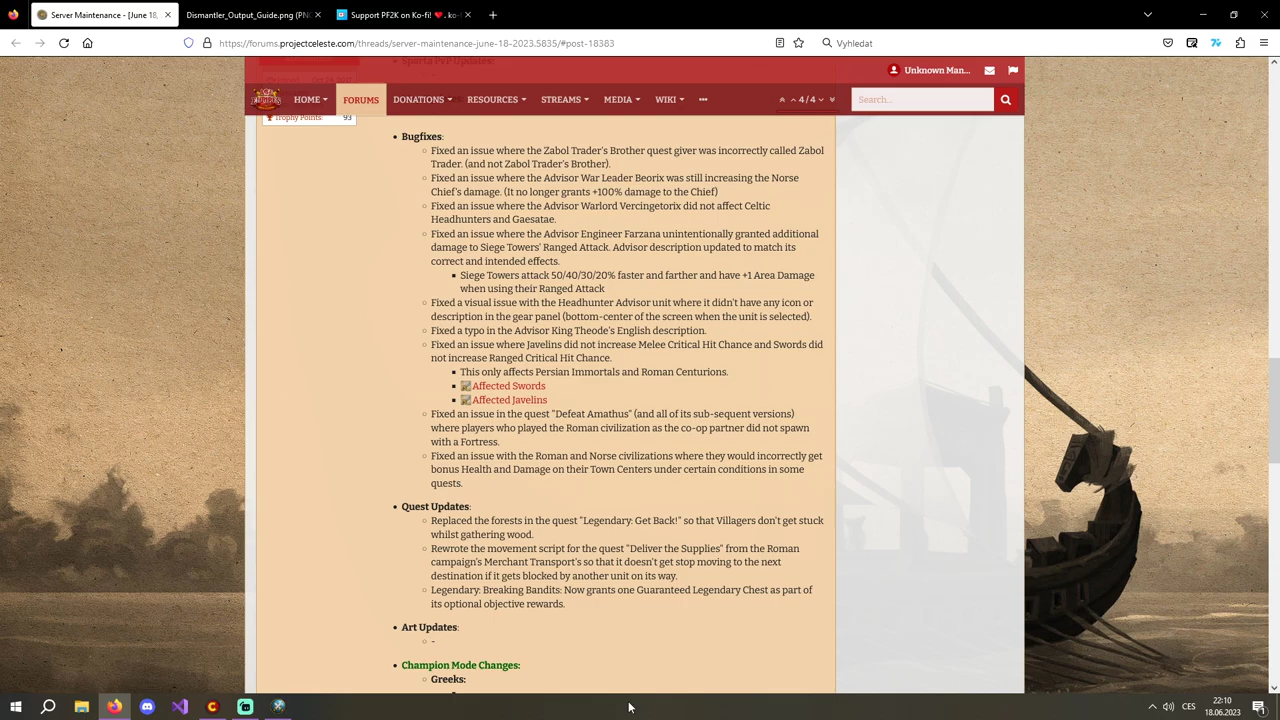 Server Maintenance - [June 18,
Dismantler_Output_Guide.png (PNG
Support PF2K on Ko-fi! ❤. ko-f
https://forums.projectceleste.com/threads/server-maintenance-june-18-2023.5835/#post-18383
Vyhledat
Sparta PvP Updates:
Unknown Man...
HOME
FORUMS
DONATIONS
RESOURCES
STREAMS
MEDIA
WIKI
4/4
Search...
Trophy Points: 93
• Bugfixes:
Fixed an issue where the Zabol Trader's Brother quest giver was incorrectly called Zabol
Trader. (and not Zabol Trader's Brother).
Fixed an issue where the Advisor War Leader Beorix was still increasing the Norse
Chief's damage. (It no longer grants +100% damage to the Chief)
Fixed an issue where the Advisor Warlord Vercingetorix did not affect Celtic
Headhunters and Gaesatae.
Fixed an issue where the Advisor Engineer Farzana unintentionally granted additional
damage to Siege Towers' Ranged Attack. Advisor description updated to match its
correct and intended effects.
Siege Towers attack 50/40/30/20% faster and farther and have +1 Area Damage
when using their Ranged Attack
Fixed a visual issue with the Headhunter Advisor unit where it didn't have any icon or
description in the gear panel (bottom-center of the screen when the unit is selected).
Fixed a typo in the Advisor King Theode's English description.
Fixed an issue where Javelins did not increase Melee Critical Hit Chance and Swords did
not increase Ranged Critical Hit Chance.
This only affects Persian Immortals and Roman Centurions.
Affected Swords
Affected Javelins
Fixed an issue in the quest "Defeat Amathus" (and all of its sub-sequent versions)
where players who played the Roman civilization as the co-op partner did not spawn
with a Fortress.
Fixed an issue with the Roman and Norse civilizations where they would incorrectly get
bonus Health and Damage on their Town Centers under certain conditions in some
quests.
• Quest Updates:
Replaced the forests in the quest "Legendary: Get Back!" so that Villagers don't get stuck
whilst gathering wood.
Rewrote the movement script for the quest "Deliver the Supplies" from the Roman
campaign's Merchant Transport's so that it doesn't get stop moving to the next
destination if it gets blocked by another unit on its way.
Legendary: Breaking Bandits: Now grants one Guaranteed Legendary Chest as part of
its optional objective rewards.
• Art Updates:
-
• Champion Mode Changes:
Greeks:
CES
22:10
18.06.2023
1